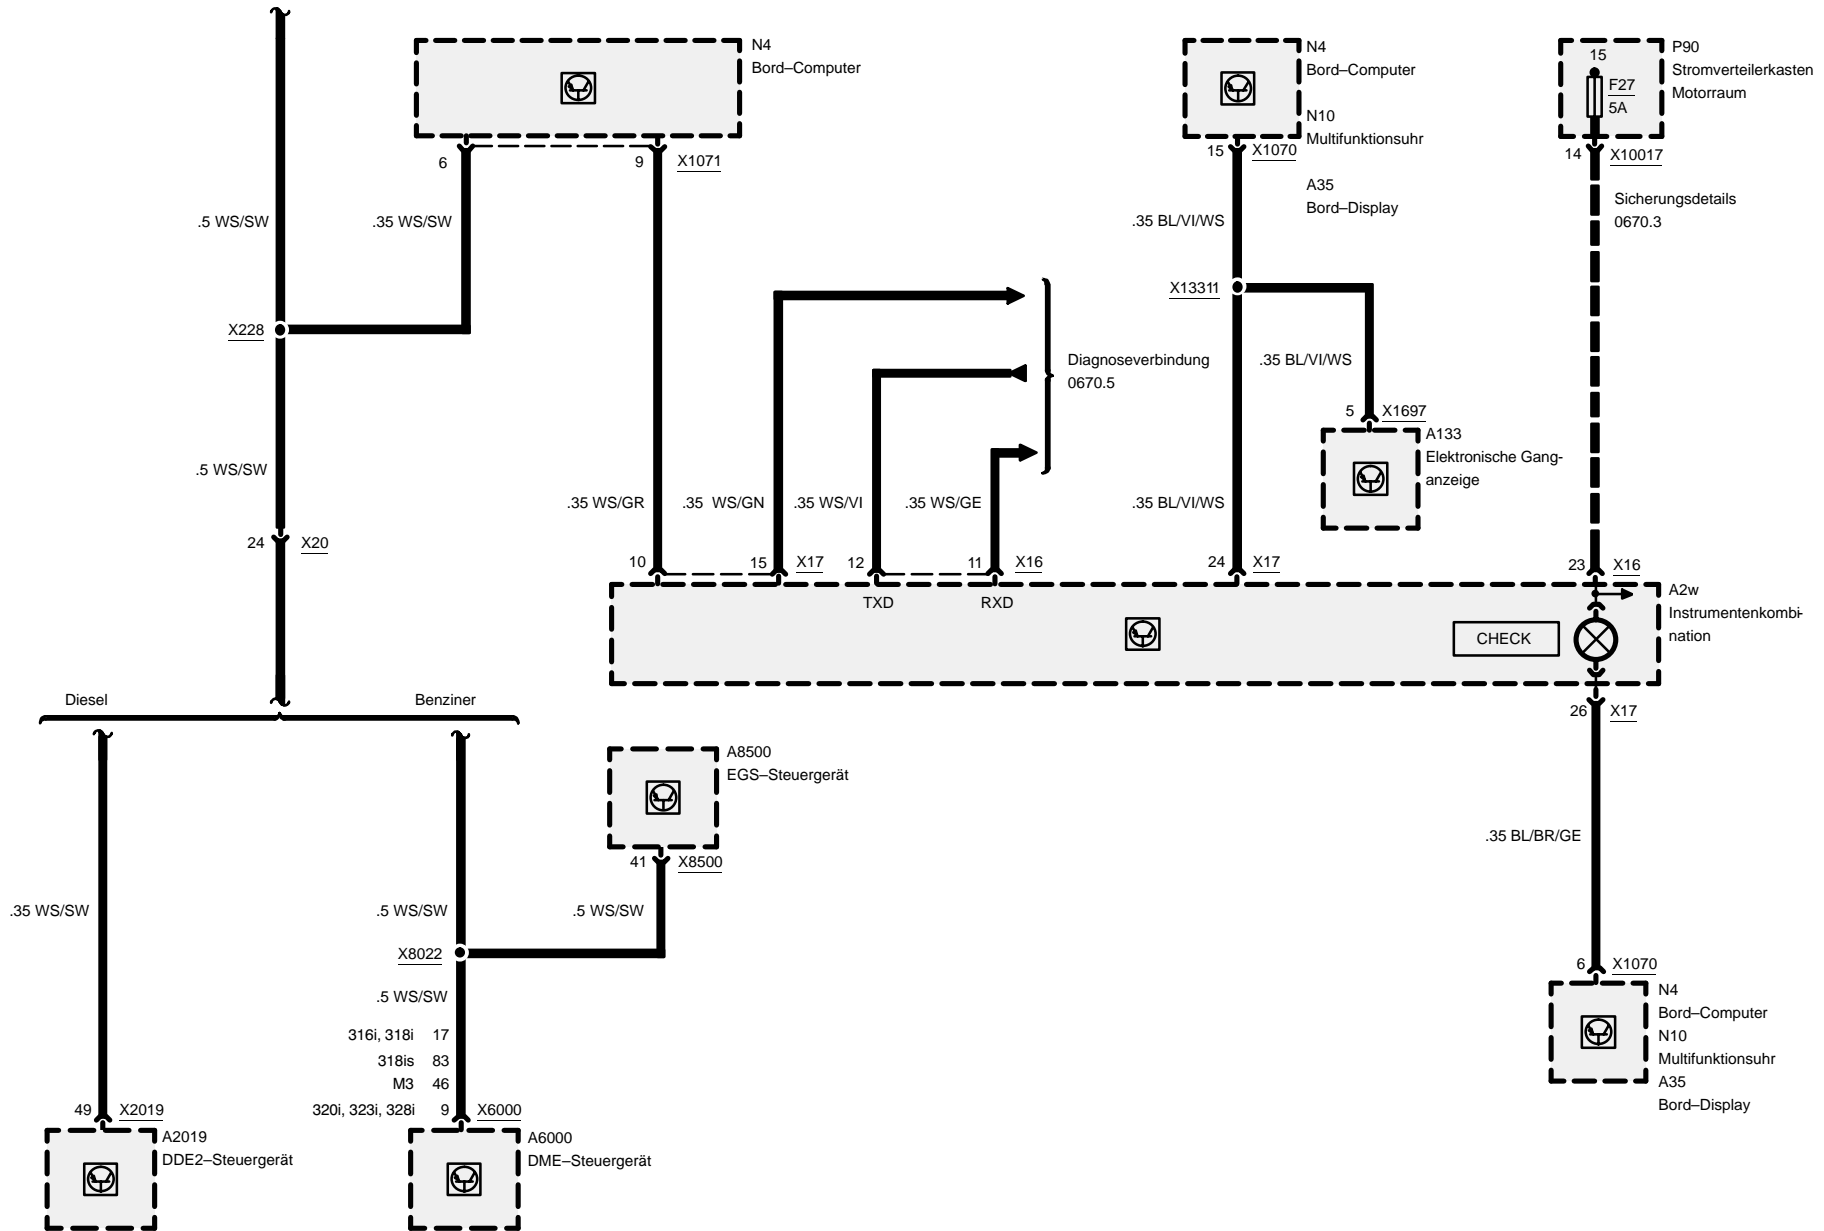 N4
Bord–Computer
6
9
X1071
N4
Bord–Computer
N10
Multifunktionsuhr
15
X1070
A35
Bord–Display
P90
Stromverteilerkasten
Motorraum
15
F27
5A
14
X10017
Sicherungsdetails
0670.3
.5 WS/SW
.35 WS/SW
.35 BL/VI/WS
X228
X13311
Diagnoseverbindung
0670.5
.35 BL/VI/WS
5
X1697
A133
Elektronische Gang-
anzeige
.5 WS/SW
.35 WS/GR
.35 WS/GN
.35 WS/VI
.35 WS/GE
.35 BL/VI/WS
24
X20
10
15
X17
12
11
X16
24
X17
23
X16
TXD
RXD
CHECK
A2w
Instrumentenkombi-
nation
26
X17
Diesel
Benziner
A8500
EGS–Steuergerät
41
X8500
.35 BL/BR/GE
.35 WS/SW
.5 WS/SW
.5 WS/SW
X8022
.5 WS/SW
316i, 318i 17
318is 83
M3 46
320i, 323i, 328i 9
X6000
49
X2019
A2019
DDE2–Steuergerät
A6000
DME–Steuergerät
6
X1070
N4
Bord–Computer
N10
Multifunktionsuhr
A35
Bord–Display